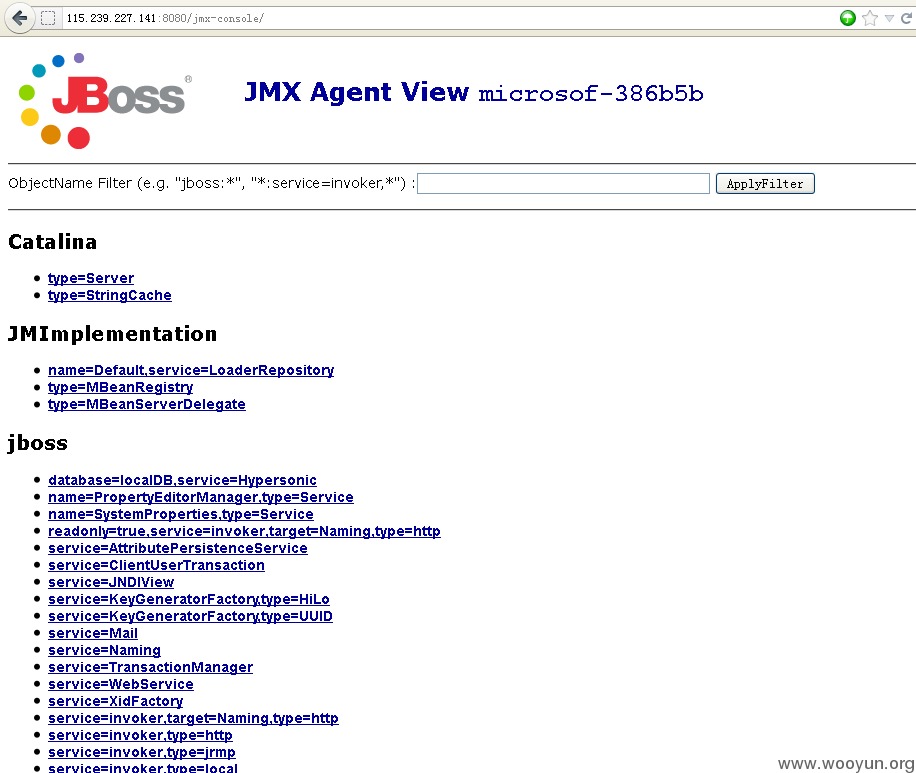 115.239.227.141:8080/jmx-console/
JBoss®
JMX Agent View microsof-386b5b
ObjectName Filter (e.g. "jboss:*", "*:service=invoker,*") : ApplyFilter
Catalina
type=Server
type=StringCache
JMImplementation
name=Default,service=LoaderRepository
type=MBeanRegistry
type=MBeanServerDelegate
jboss
database=localDB,service=Hypersonic
name=PropertyEditorManager,type=Service
name=SystemProperties,type=Service
readonly=true,service=invoker,target=Naming,type=http
service=AttributePersistenceService
service=ClientUserTransaction
service=JNDIView
service=KeyGeneratorFactory,type=HiLo
service=KeyGeneratorFactory,type=UUID
service=Mail
service=Naming
service=TransactionManager
service=WebService
service=XidFactory
service=invoker,target=Naming,type=http
service=invoker,type=http
service=invoker,type=jrmp
service=invoker,type=local
www.wooyun.org